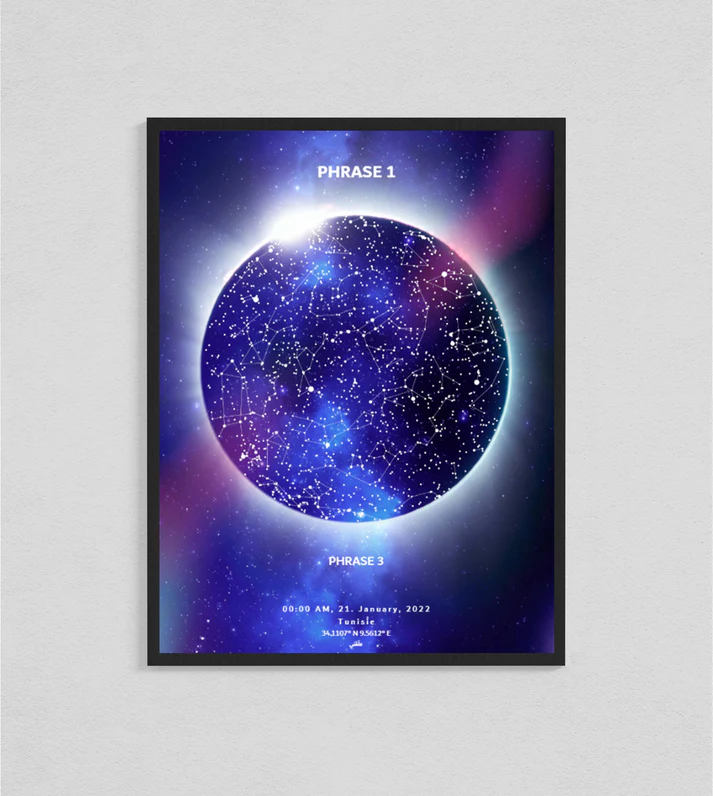 PHRASE 1
PHRASE 3
00:00 AM, 21. January, 2022
Tunisie
34.1107° N 9.5612° E